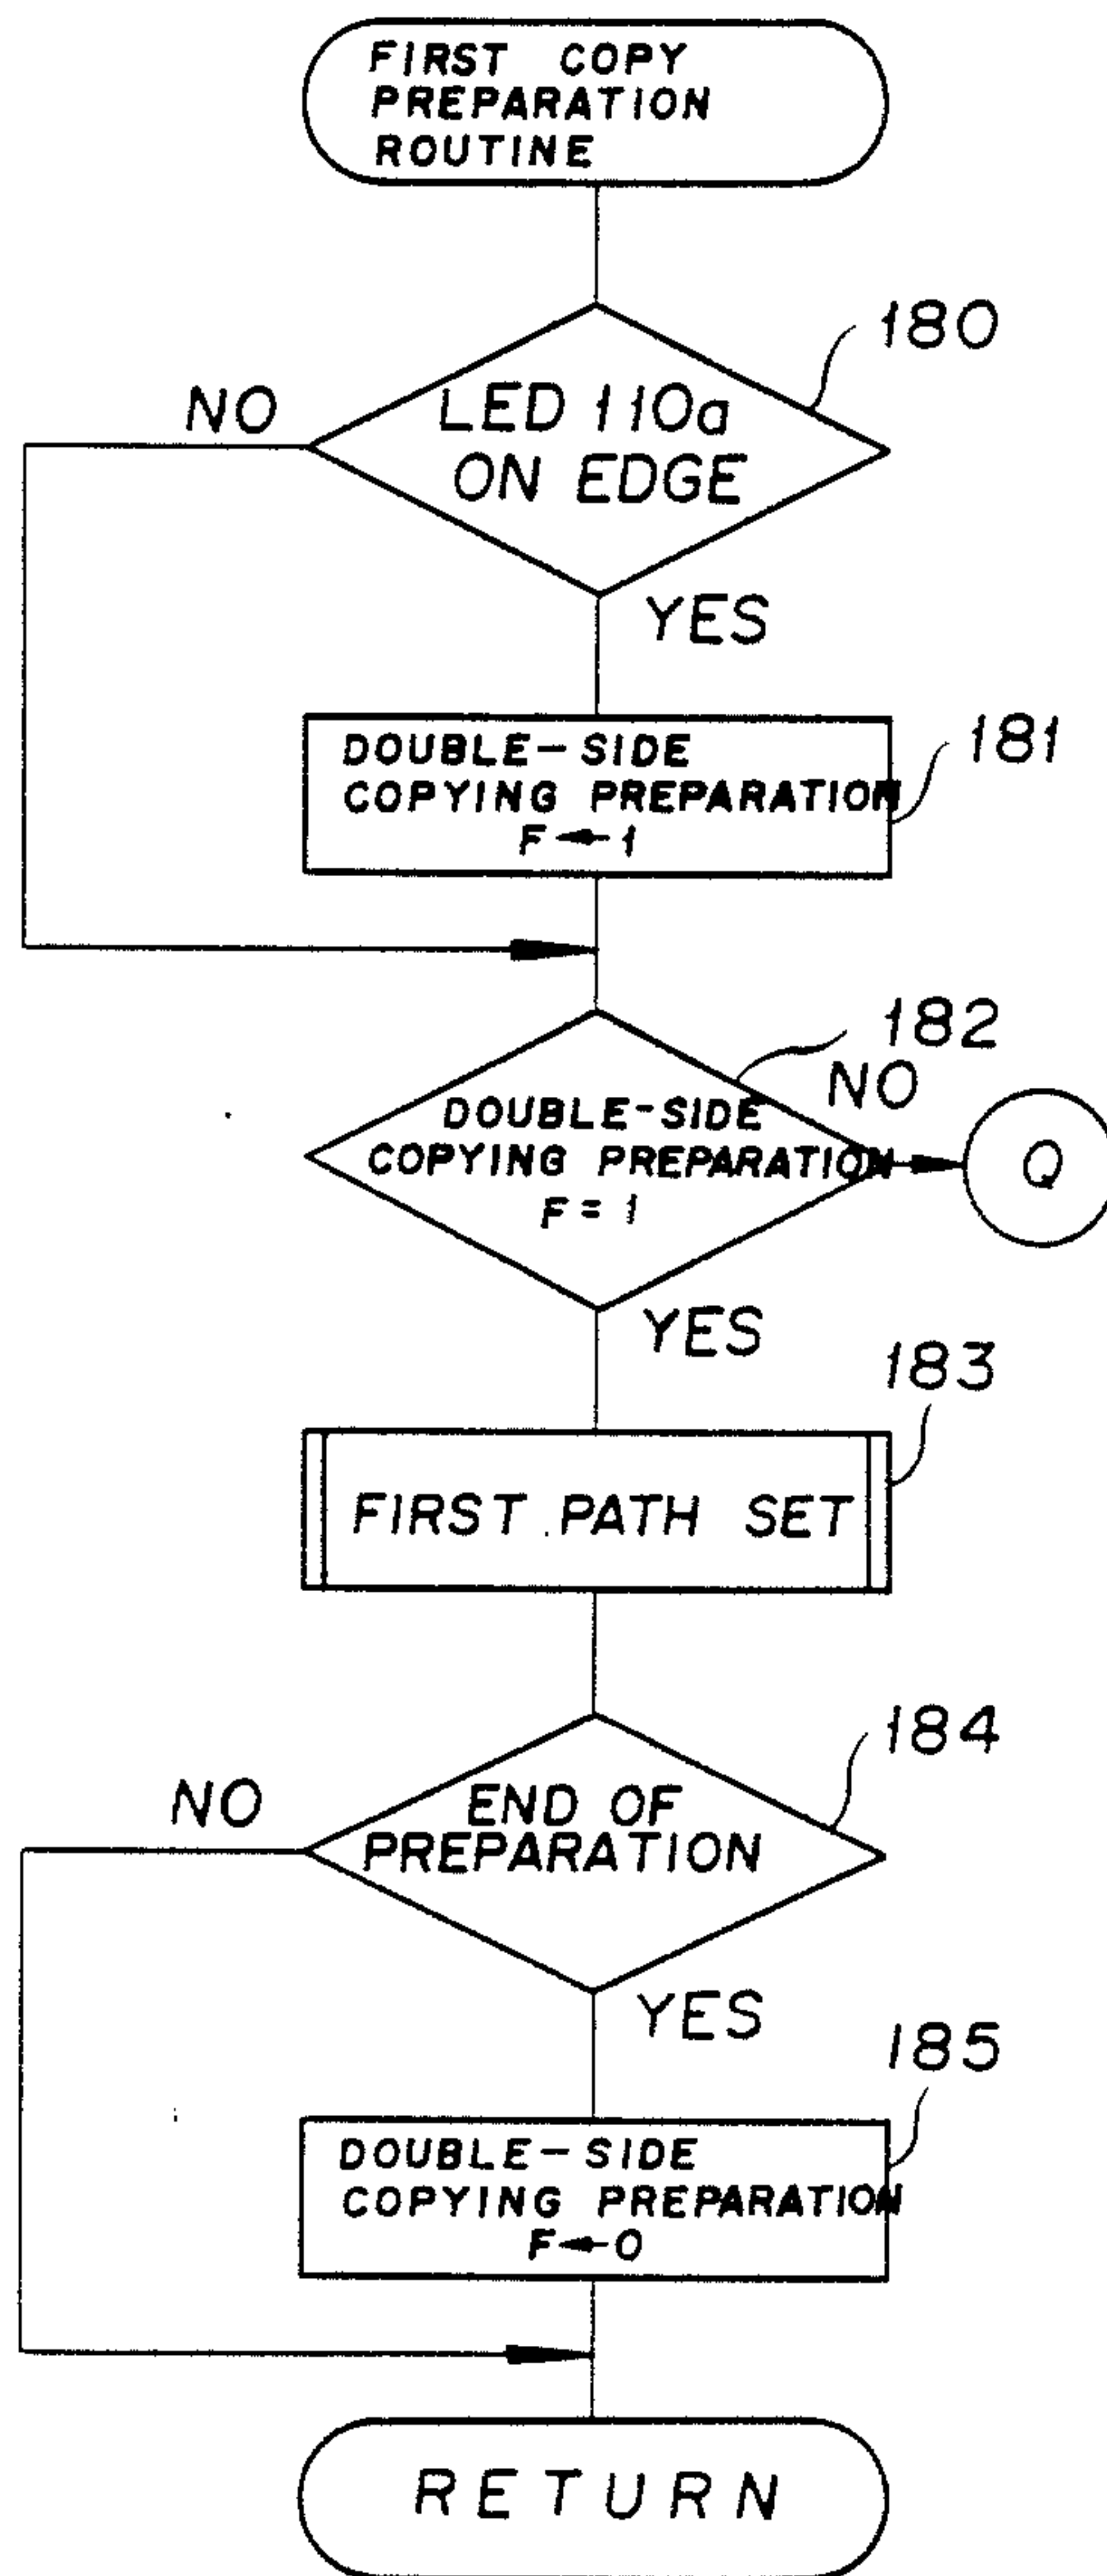 FIRST COPY
PREPARATION
ROUTINE
180
NO
LED 110a
ON EDGE
YES
181
DOUBLE-SIDE
COPYING PREPARATION
F←1
182
NO
DOUBLE-SIDE
COPYING PREPARATION
F=1
Q
YES
183
FIRST PATH SET
184
NO
END OF
PREPARATION
YES
185
DOUBLE-SIDE
COPYING PREPARATION
F←0
RETURN